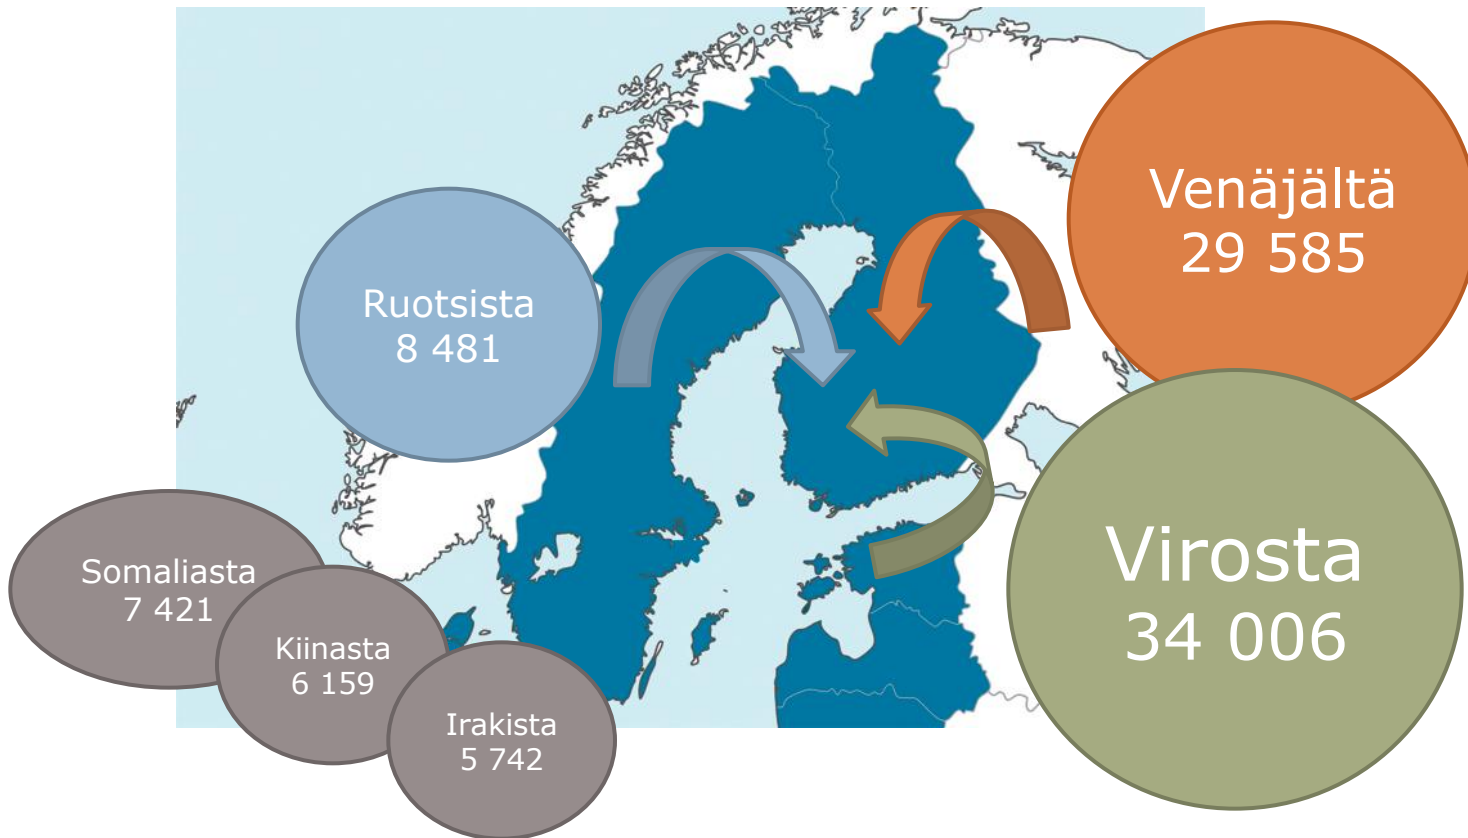 Venäjältä
29 585
Ruotsista
8 481
Virosta
34 006
Somaliasta
7 421
Kiinasta
6 159
Irakista
5 742